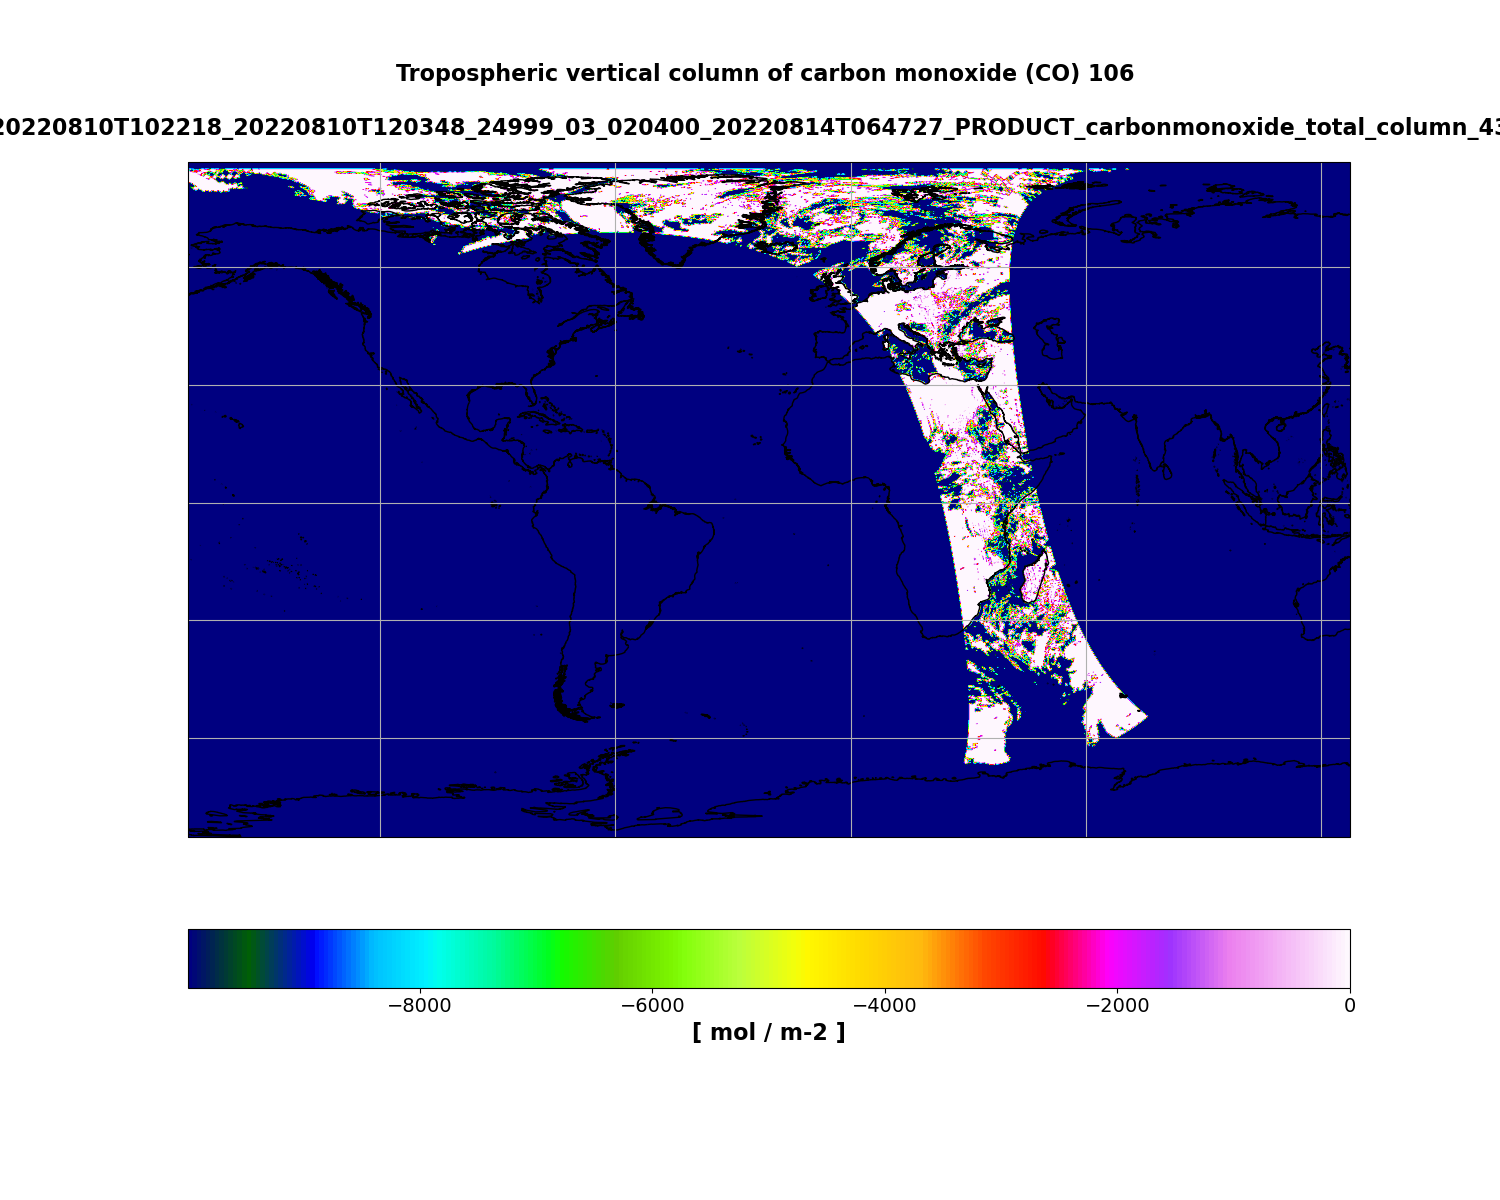 Tropospheric vertical column of carbon monoxide (CO) 106
20220810T102218_20220810T120348_24999_03_020400_20220814T064727_PRODUCT_carbonmonoxide_total_column_43
−8000 −6000 −4000 −2000 0
[ mol / m-2 ]